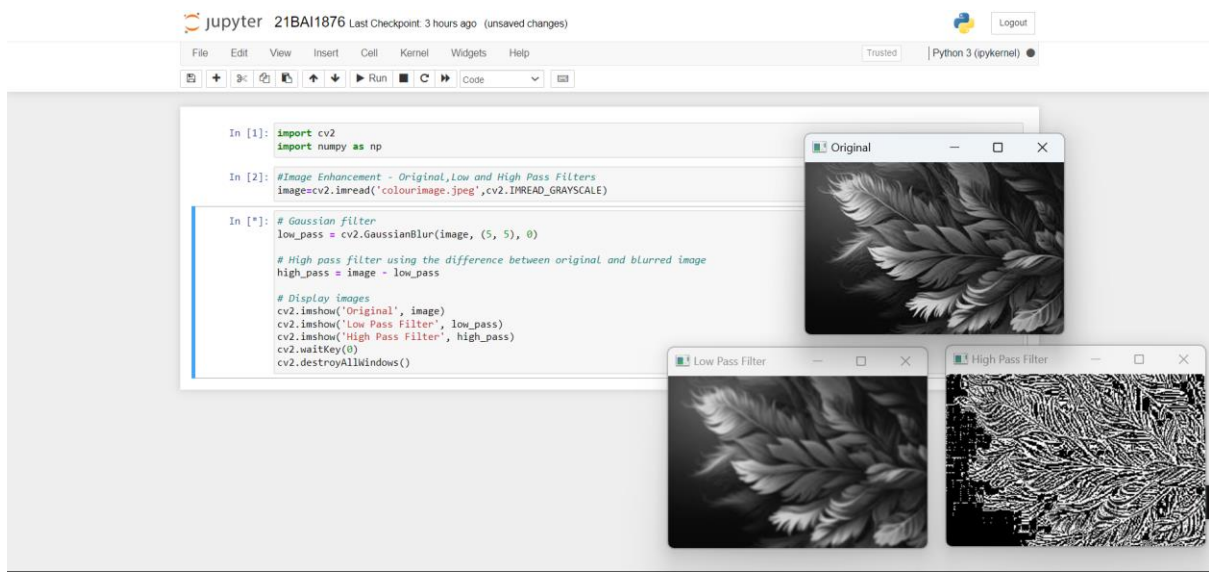 jupyter 21BAI1876 Last Checkpoint: 3 hours ago (unsaved changes)
Logout
File Edit View Insert Cell Kernel Widgets Help
Trusted
Python 3 (ipykernel)
Run
Code
In [1]: import cv2
import numpy as np
In [2]: #Image Enhancement - Original,Low and High Pass Filters
image=cv2.imread('colourimage.jpeg',cv2.IMREAD_GRAYSCALE)
In [*]: # Gaussian filter
low_pass = cv2.GaussianBlur(image, (5, 5), 0)
# High pass filter using the difference between original and blurred image
high_pass = image - low_pass
# Display images
cv2.imshow('Original', image)
cv2.imshow('Low Pass Filter', low_pass)
cv2.imshow('High Pass Filter', high_pass)
cv2.waitKey(0)
cv2.destroyAllWindows()
Original
Low Pass Filter
High Pass Filter